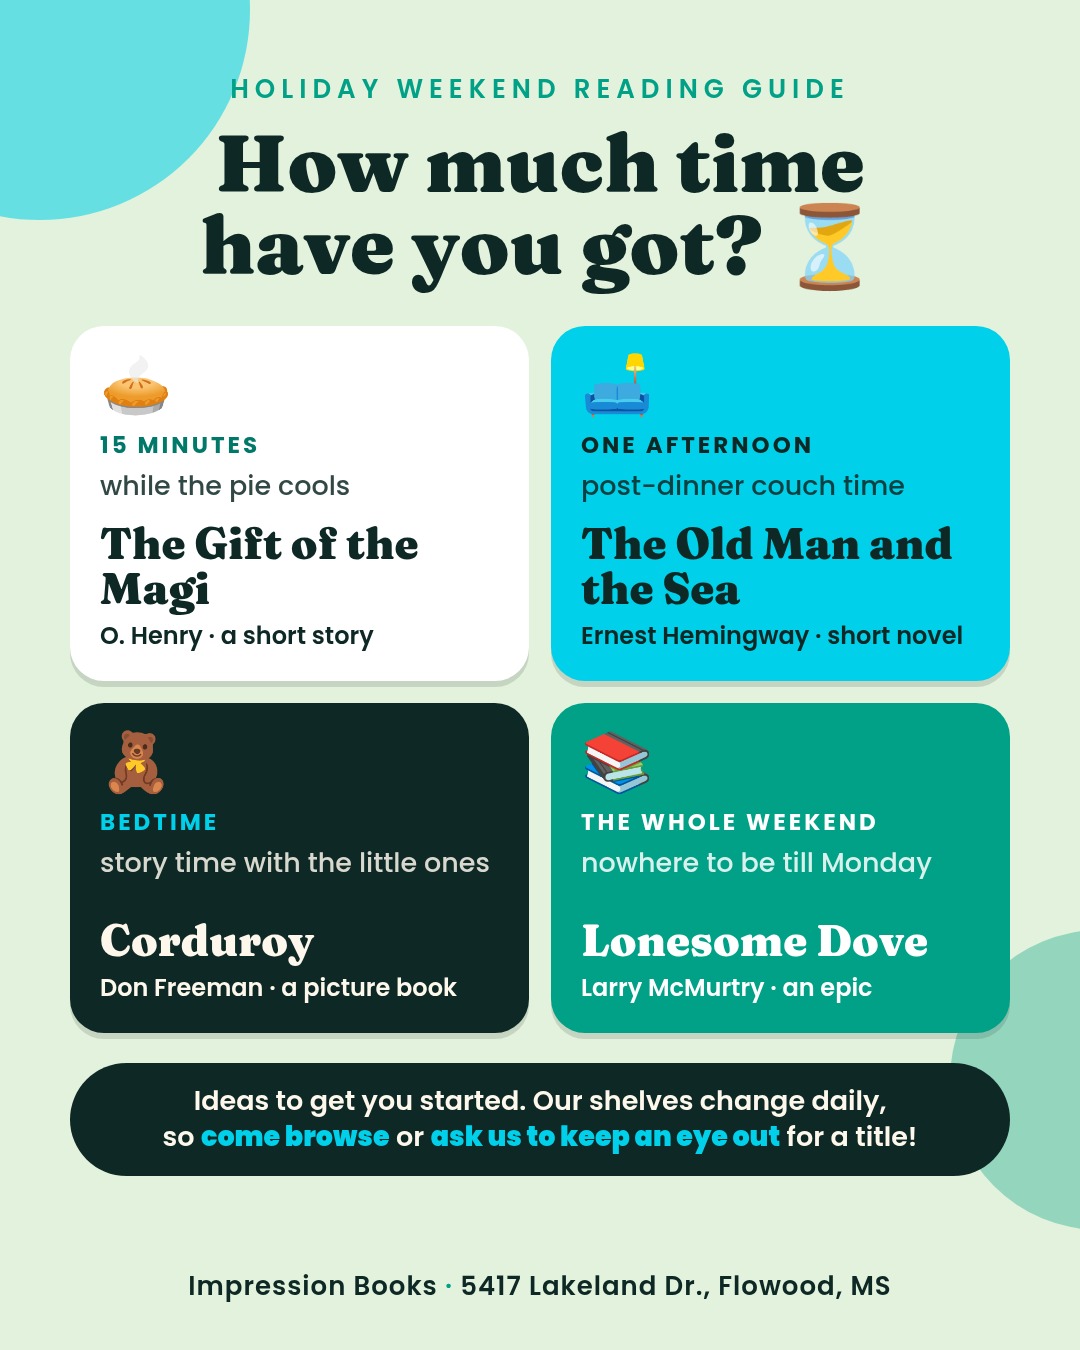 HOLIDAY WEEKEND READING GUIDE
How much time
have you got? ⏳
15 MINUTES
while the pie cools
The Gift of the
Magi
O. Henry · a short story
ONE AFTERNOON
post-dinner couch time
The Old Man and
the Sea
Ernest Hemingway · short novel
BEDTIME
story time with the little ones
Corduroy
Don Freeman · a picture book
THE WHOLE WEEKEND
nowhere to be till Monday
Lonesome Dove
Larry McMurtry · an epic
Ideas to get you started. Our shelves change daily,
so come browse or ask us to keep an eye out for a title!
Impression Books · 5417 Lakeland Dr., Flowood, MS